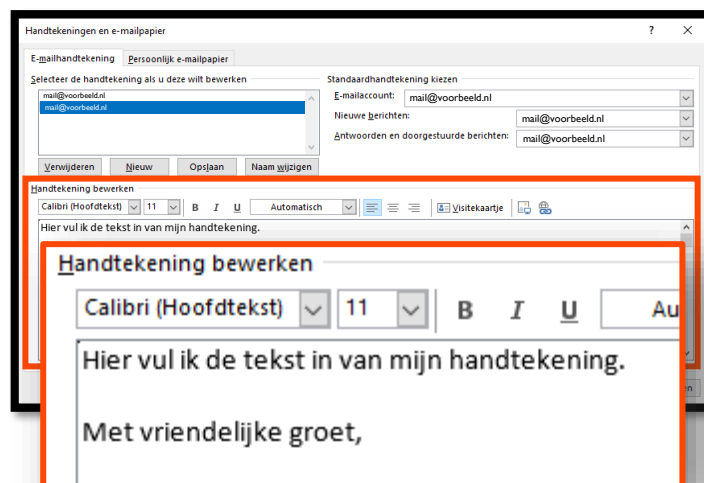 Handtekeningen en e-mailpapier ? ×
E-mailhandtekening Persoonlijk e-mailpapier
Selecteer de handtekening als u deze wilt bewerken Standaardhandtekening kiezen
mail@voorbeeld.nl E-mailaccount: mail@voorbeeld.nl
mail@voorbeeld.nl
Nieuwe berichten: mail@voorbeeld.nl
Antwoorden en doorgestuurde berichten: mail@voorbeeld.nl
Verwijderen Nieuw Opslaan Naam wijzigen
Handtekening bewerken
Calibri (Hoofdtekst) 11 B I U Automatisch Visitekaartje
Hier vul ik de tekst in van mijn handtekening.
Handtekening bewerken
Calibri (Hoofdtekst) 11 B I U Au
Hier vul ik de tekst in van mijn handtekening.
en
Met vriendelijke groet,